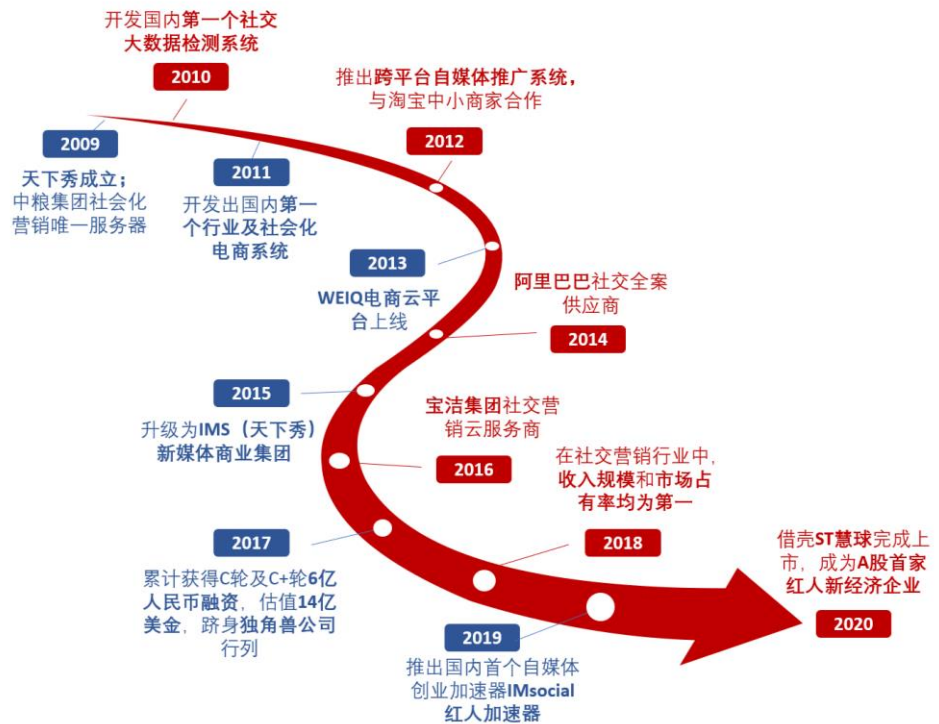 开发国内第一个社交
大数据检测系统
2010
2009
天下秀成立；
中粮集团社会化
营销唯一服务器
2011
开发出国内第一
个行业及社会化
电商系统
推出跨平台自媒体推广系统，
与淘宝中小商家合作
2012
2013
WEIQ电商云平
台上线
阿里巴巴社交全案
供应商
2014
2015
升级为IMS（天下秀）
新媒体商业集团
宝洁集团社交营
销云服务商
2016
2017
累计获得C轮及C+轮6亿
人民币融资，估值14亿
美金，跻身独角兽公司
行列
在社交营销行业中，
收入规模和市场占
有率均为第一
2018
2019
推出国内首个自媒体
创业加速器IMsocial
红人加速器
借壳ST慧球完成上
市，成为A股首家
红人新经济企业
2020